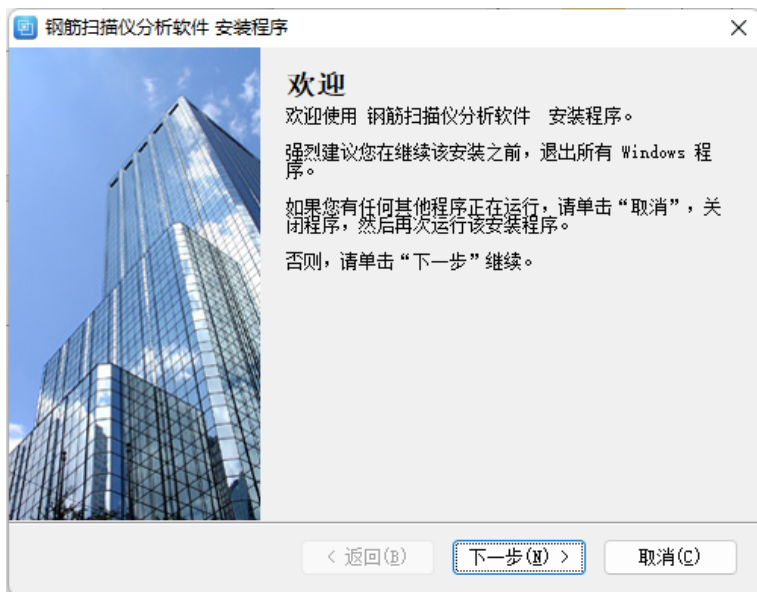 钢筋扫描仪分析软件 安装程序
欢迎
欢迎使用 钢筋扫描仪分析软件  安装程序。
强烈建议您在继续该安装之前，退出所有 Windows 程
序。
如果您有任何其他程序正在运行，请单击“取消”，关
闭程序，然后再次运行该安装程序。
否则，请单击“下一步”继续。
< 返回(B)
下一步(N) >
取消(C)